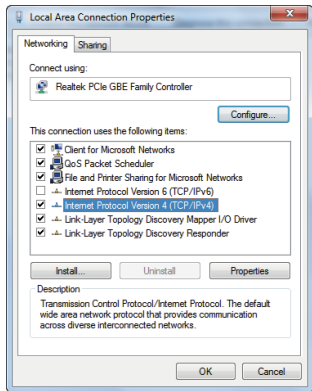 Local Area Connection Properties
Networking
Sharing
Connect using:
Realtek PCIe GBE Family Controller
Configure...
This connection uses the following items:
Client for Microsoft Networks
QoS Packet Scheduler
File and Printer Sharing for Microsoft Networks
Internet Protocol Version 6 (TCP/IPv6)
Internet Protocol Version 4 (TCP/IPv4)
Link-Layer Topology Discovery Mapper I/O Driver
Link-Layer Topology Discovery Responder
Install...
Uninstall
Properties
Description
Transmission Control Protocol/Internet Protocol. The default
wide area network protocol that provides communication
across diverse interconnected networks.
OK
Cancel